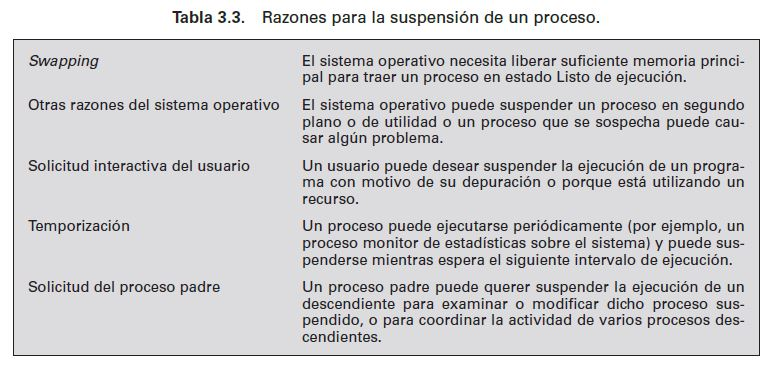 Tabla 3.3. Razones para la suspensión de un proceso.
Swapping El sistema operativo necesita liberar suficiente memoria princi-
pal para traer un proceso en estado Listo de ejecución.
Otras razones del sistema operativo El sistema operativo puede suspender un proceso en segundo
plano o de utilidad o un proceso que se sospecha puede cau-
sar algún problema.
Solicitud interactiva del usuario Un usuario puede desear suspender la ejecución de un progra-
ma con motivo de su depuración o porque está utilizando un
recurso.
Temporización Un proceso puede ejecutarse periódicamente (por ejemplo, un
proceso monitor de estadísticas sobre el sistema) y puede sus-
penderse mientras espera el siguiente intervalo de ejecución.
Solicitud del proceso padre Un proceso padre puede querer suspender la ejecución de un
descendiente para examinar o modificar dicho proceso sus-
pendido, o para coordinar la actividad de varios procesos des-
cendientes.